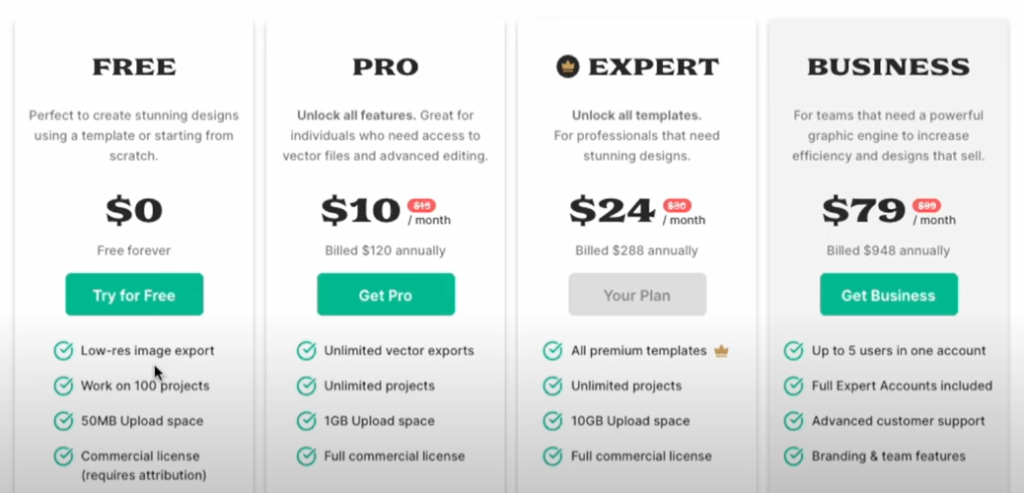 FREE
Perfect to create stunning designs
using a template or starting from
scratch.
$0
Free forever
Try for Free
Low-res image export
Work on 100 projects
50MB Upload space
Commercial license
(requires attribution)
PRO
Unlock all features. Great for
individuals who need access to
vector files and advanced editing.
$10 $15
/ month
Billed $120 annually
Get Pro
Unlimited vector exports
Unlimited projects
1GB Upload space
Full commercial license
EXPERT
Unlock all templates.
For professionals that need
stunning designs.
$24 $30
/ month
Billed $288 annually
Your Plan
All premium templates
Unlimited projects
10GB Upload space
Full commercial license
BUSINESS
For teams that need a powerful
graphic engine to increase
efficiency and designs that sell.
$79 $99
/ month
Billed $948 annually
Get Business
Up to 5 users in one account
Full Expert Accounts included
Advanced customer support
Branding & team features